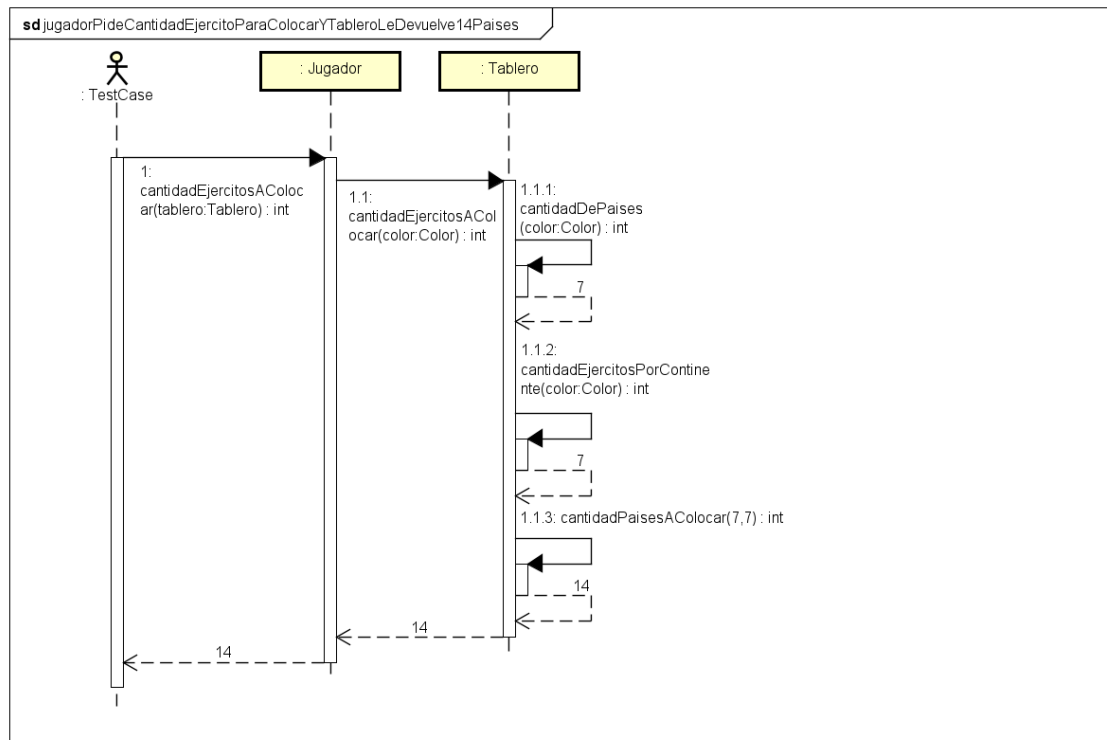 sd jugadorPideCantidadEjercitoParaColocarYTableroLeDevuelve14Paises
: TestCase
: Jugador
: Tablero
1:
cantidadEjercitosAColoc
ar(tablero:Tablero) : int
1.1:
cantidadEjercitosACol
ocar(color:Color) : int
1.1.1:
cantidadDePaises
(color:Color) : int
7
1.1.2:
cantidadEjercitosPorContine
nte(color:Color) : int
7
1.1.3: cantidadPaisesAColocar(7,7) : int
14
14
14